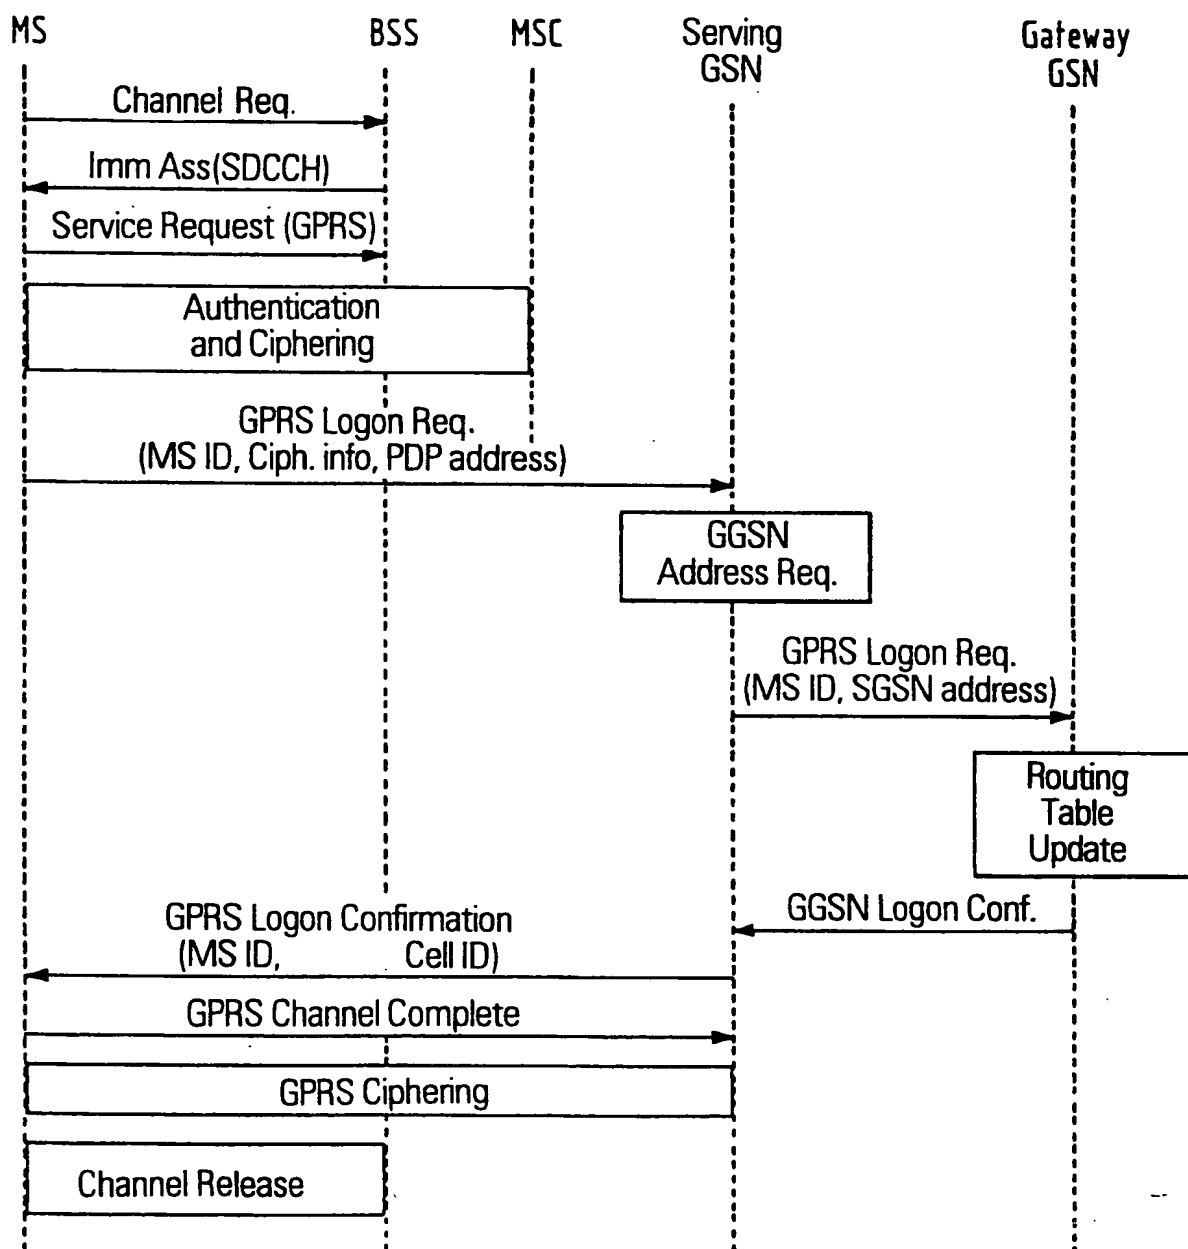 MS
BSS
MSC
Serving
GSN
Gateway
GSN
Channel Req.
Imm Ass(SDCCH)
Service Request (GPRS)
Authentication
and Ciphering
GPRS Logon Req.
(MS ID, Ciph. info, PDP address)
GGSN
Address Req.
GPRS Logon Req.
(MS ID, SGSN address)
Routing
Table
Update
GGSN Logon Conf.
GPRS Logon Confirmation
(MS ID, Cell ID)
GPRS Channel Complete
GPRS Ciphering
Channel Release